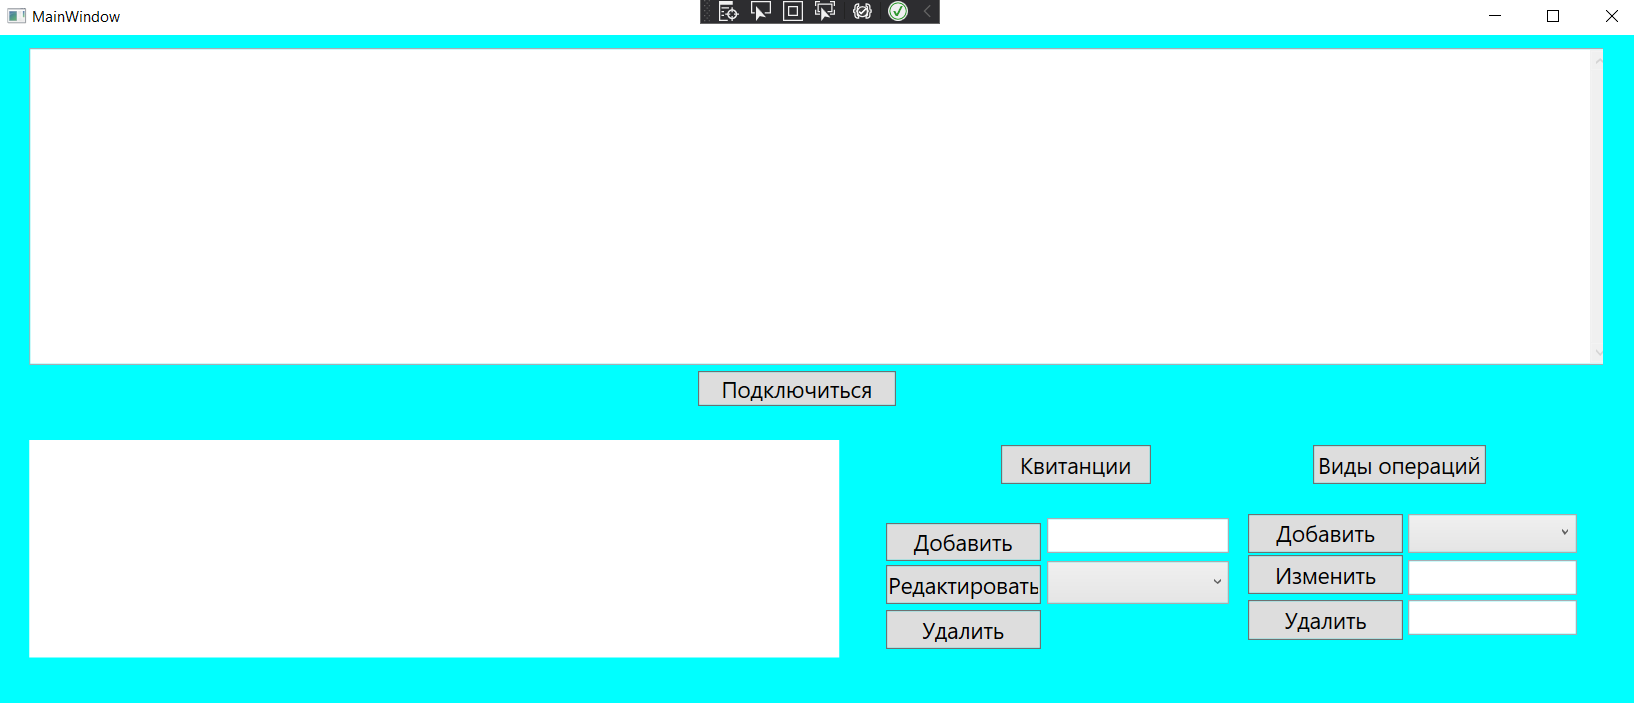 MainWindow
Подключиться
Квитанции
Виды операций
Добавить
Добавить
Редактировать
Изменить
Удалить
Удалить